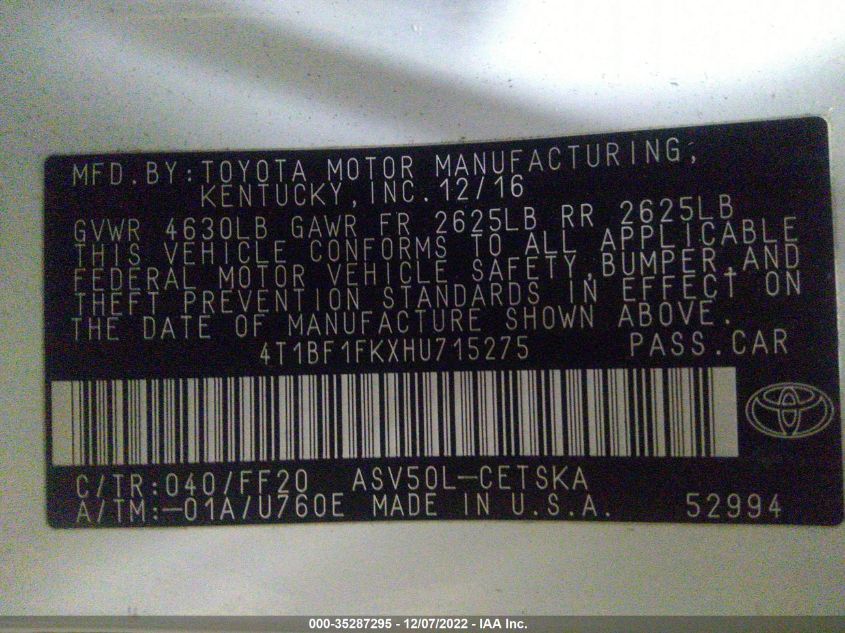 MFD.BY:TOYOTA MOTOR MANUFACTURING,
KENTUCKY,INC.12/16
GVWR 4630LB GAWR FR 2625LB RR 2625LB
THIS VEHICLE CONFORMS TO ALL APPLICABLE
FEDERAL MOTOR VEHICLE SAFETY,BUMPER,AND
THEFT PREVENTION STANDARDS IN EFFECT ON
THE DATE OF MANUFACTURE SHOWN ABOVE.
4T1BF1FKXHU715275 PASS.CAR
C/TR:040/FF20 ASV50L-CETSKA
A/TM:-01A/U760E MADE IN U.S.A. 52994
000-35287295 - 12/07/2022 - IAA Inc.